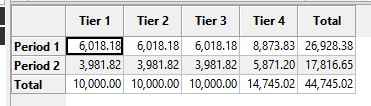 Tier 1 Tier 2 Tier 3 Tier 4 Total
Period 1 6,018.18 6,018.18 6,018.18 8,873.83 26,928.38
Period 2 3,981.82 3,981.82 3,981.82 5,871.20 17,816.65
Total 10,000.00 10,000.00 10,000.00 14,745.02 44,745.02